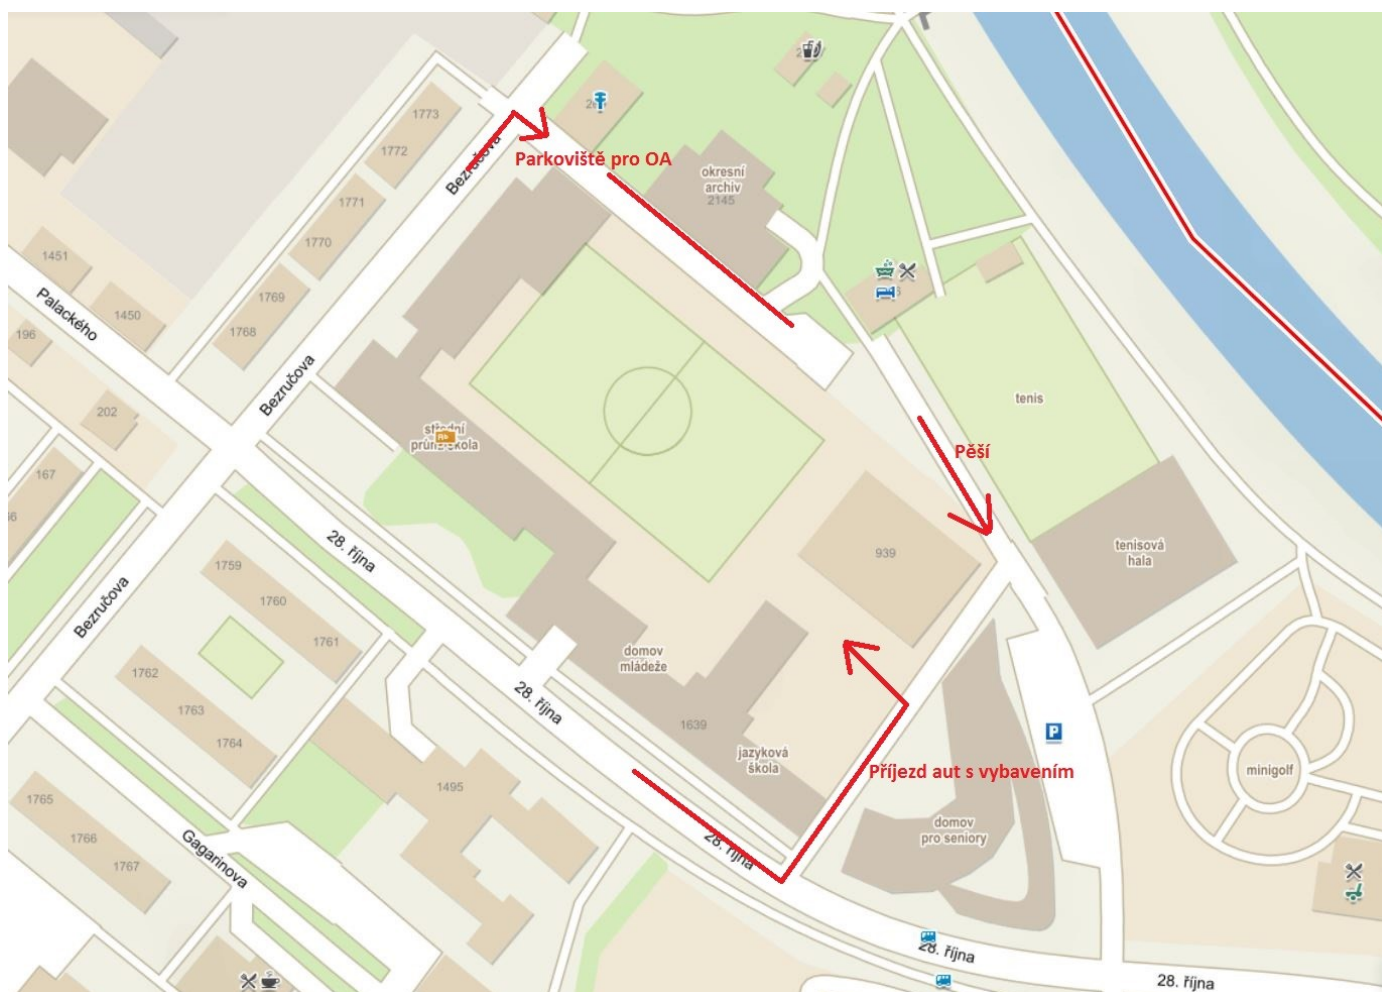 1773
1772
Bezručova
Parkoviště pro OA
okresní
archiv
2145
1771
1770
1451
1769
1450
1768
Palackého
196
Bezručova
202
střední
prům. škola
tenis
167
Pěší
28. října
939
tenisová
hala
1759
1760
1761
Bezručova
domov
mládeže
1762
1763
1764
28. října
1639
jazyková
škola
P
Příjezd aut s vybavením
minigolf
1495
1765
1766
1767
Gagarinova
28. října
domov
pro seniory
28. října
28. října